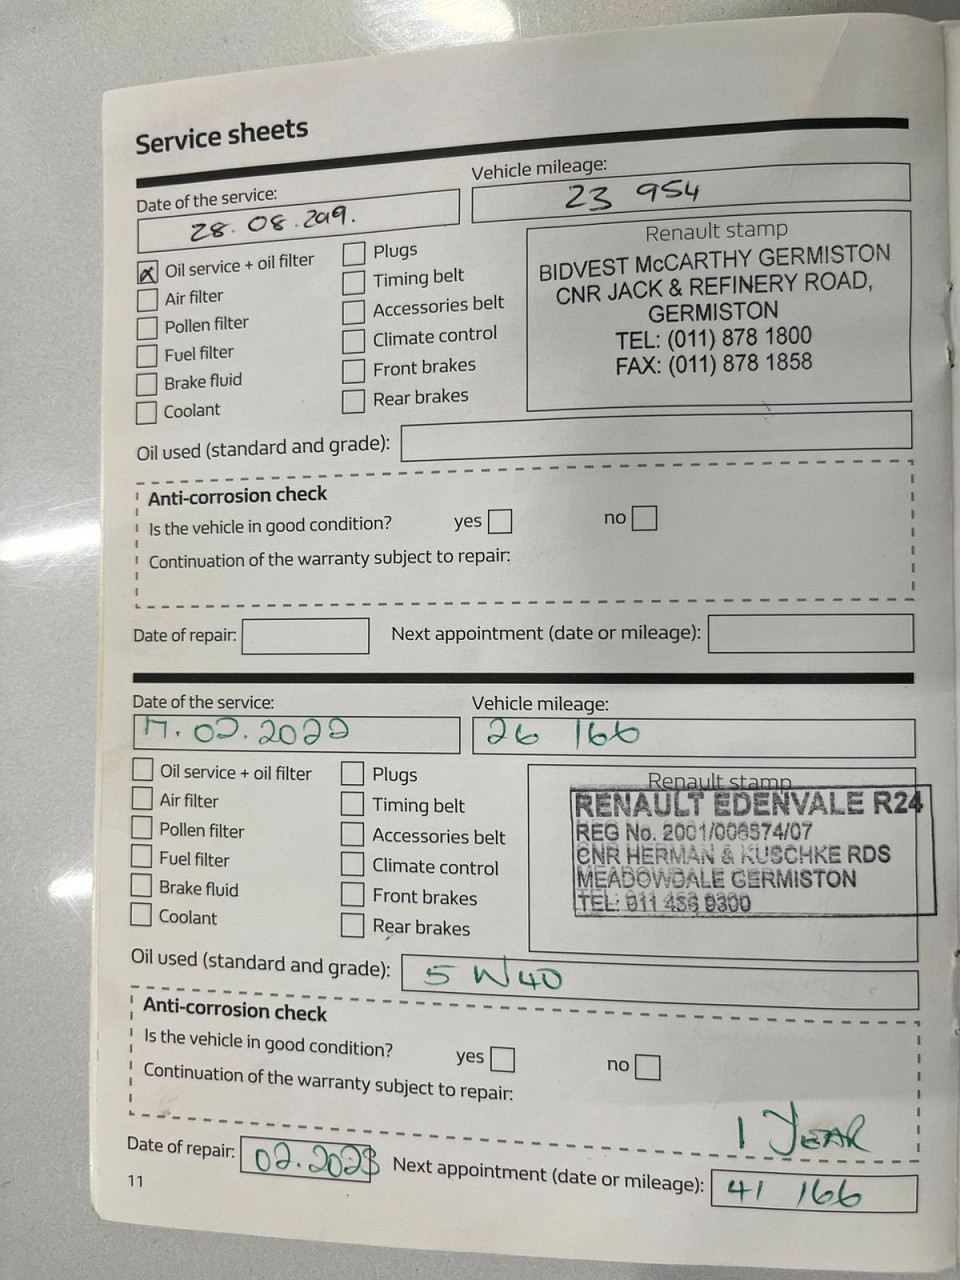 Service sheets
Date of the service:
28.08.2019.
Vehicle mileage:
23 954
Oil service + oil filter
Air filter
Pollen filter
Fuel filter
Brake fluid
Coolant
Plugs
Timing belt
Accessories belt
Climate control
Front brakes
Rear brakes
Renault stamp
BIDVEST McCARTHY GERMISTON
CNR JACK & REFINERY ROAD,
GERMISTON
TEL: (011) 878 1800
FAX: (011) 878 1858
Oil used (standard and grade):
Anti-corrosion check
Is the vehicle in good condition? yes no
Continuation of the warranty subject to repair:
Date of repair: Next appointment (date or mileage):
Date of the service:
17.02.2022
Vehicle mileage:
26 166
Oil service + oil filter
Air filter
Pollen filter
Fuel filter
Brake fluid
Coolant
Plugs
Timing belt
Accessories belt
Climate control
Front brakes
Rear brakes
Renault stamp
RENAULT EDENVALE R24
REG No. 2001/006574/07
CNR HERMAN & KUSCHKE RDS
MEADOWDALE GERMISTON
TEL: 011 456 0300
Oil used (standard and grade): 5 W40
Anti-corrosion check
Is the vehicle in good condition? yes no
Continuation of the warranty subject to repair:
1 YEAR
Date of repair: 02.2023 Next appointment (date or mileage): 41 166
11